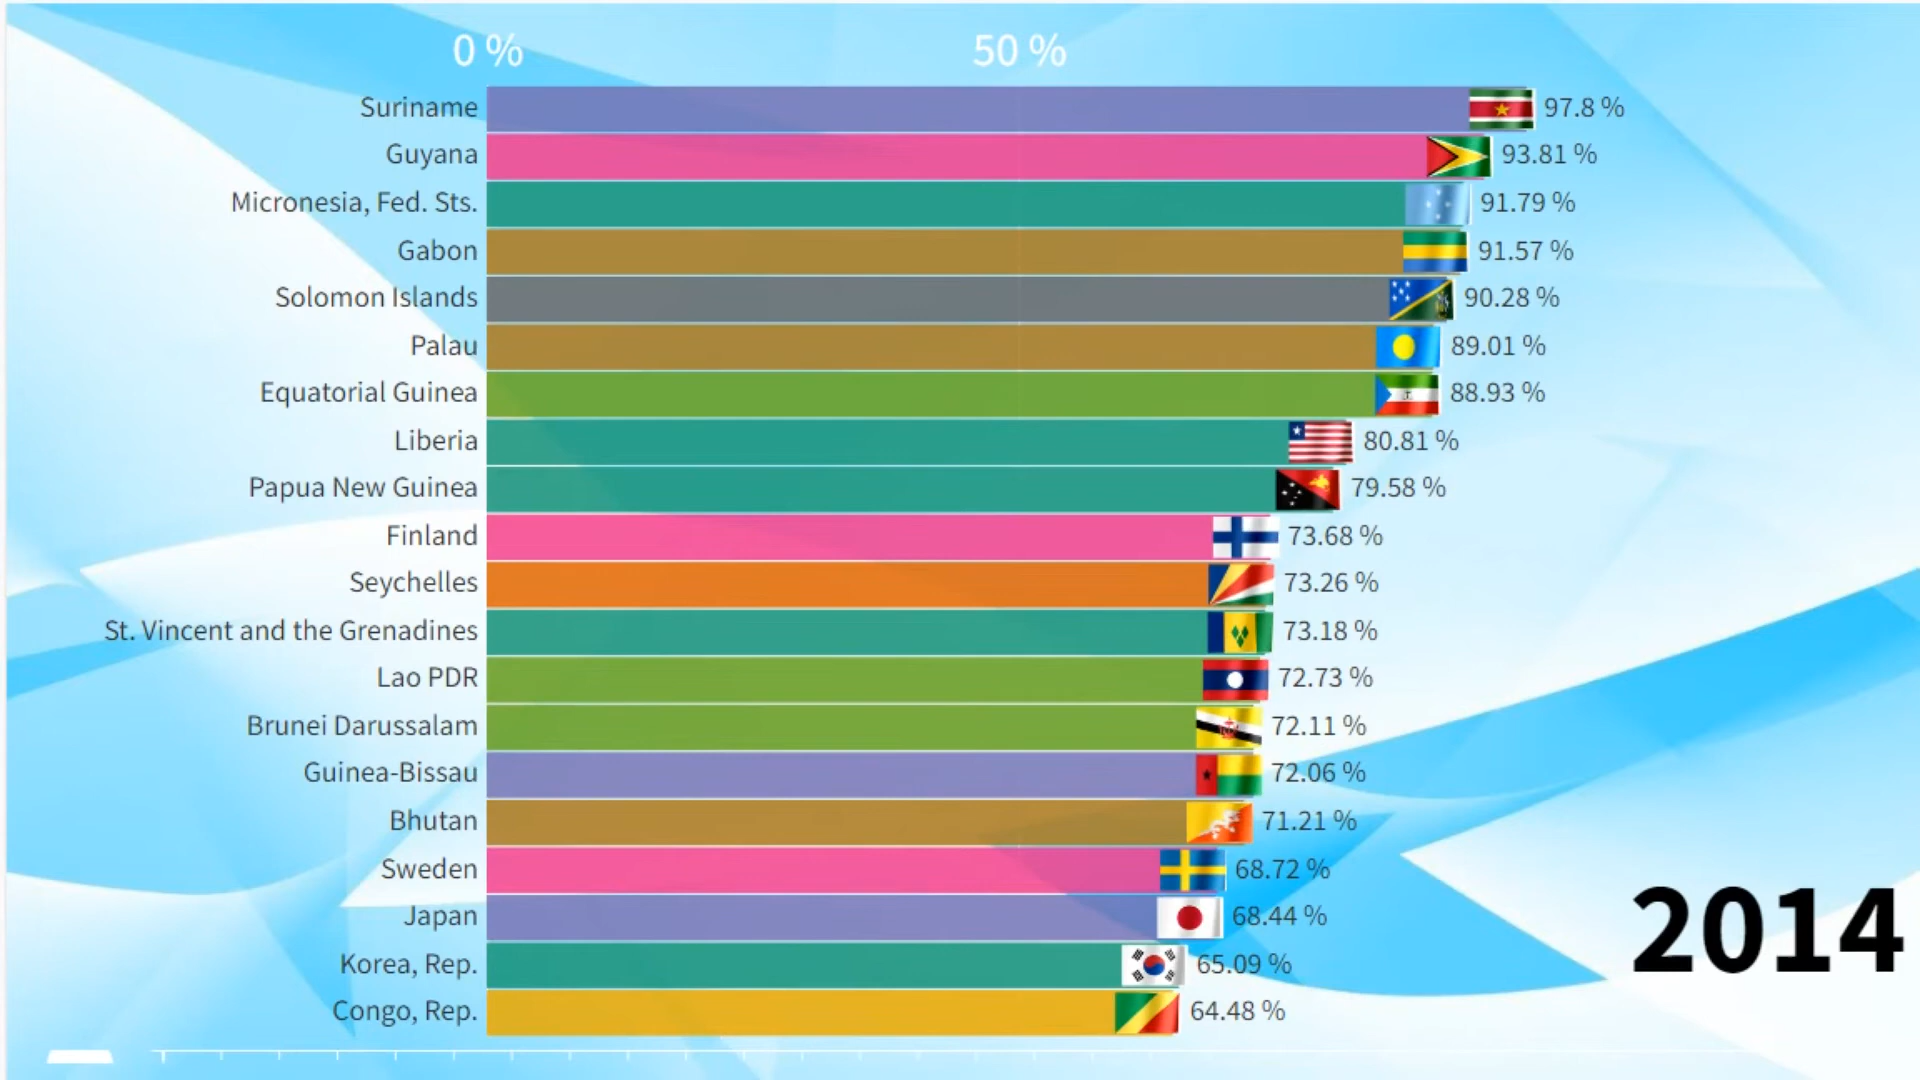 0 % 50 %
Suriname 97.8 %
Guyana 93.81 %
Micronesia, Fed. Sts. 91.79 %
Gabon 91.57 %
Solomon Islands 90.28 %
Palau 89.01 %
Equatorial Guinea 88.93 %
Liberia 80.81 %
Papua New Guinea 79.58 %
Finland 73.68 %
Seychelles 73.26 %
St. Vincent and the Grenadines 73.18 %
Lao PDR 72.73 %
Brunei Darussalam 72.11 %
Guinea-Bissau 72.06 %
Bhutan 71.21 %
Sweden 68.72 %
Japan 68.44 %
Korea, Rep. 65.09 %
Congo, Rep. 64.48 %
2014